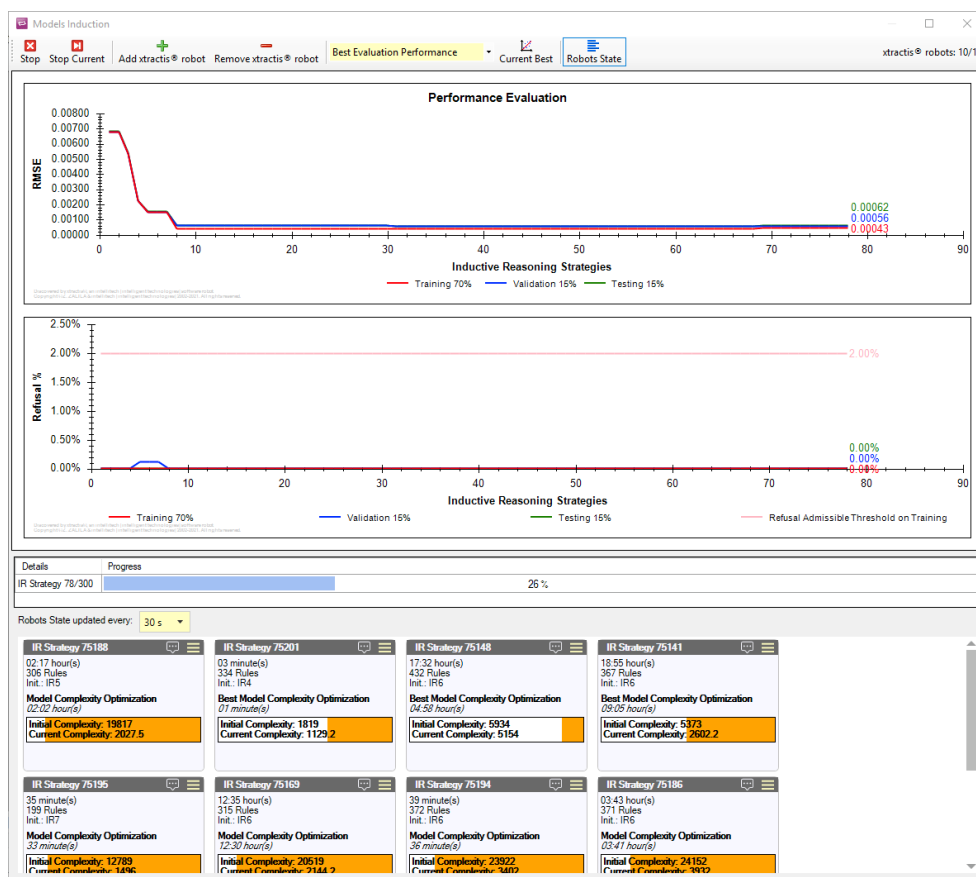 Models Induction
Stop Stop Current Add xtractis® robot Remove xtractis® robot Best Evaluation Performance Current Best Robots State xtractis® robots: 10/1
Performance Evaluation
0.00800
0.00700
0.00600
0.00500
0.00400
0.00300
0.00200
0.00100
0.00000
RMSE
0.00062
0.00056
0.00043
0 10 20 30 40 50 60 70 80 90
Inductive Reasoning Strategies
Training 70% Validation 15% Testing 15%
2.50%
2.00%
1.50%
1.00%
0.50%
0.00%
Refusal %
2.00%
0.00%
0.00%
0.00%
0 10 20 30 40 50 60 70 80 90
Inductive Reasoning Strategies
Training 70% Validation 15% Testing 15% Refusal Admissible Threshold on Training
Details Progress
IR Strategy 78/300 26 %
Robots State updated every: 30 s
IR Strategy 75188
02:17 hour(s)
306 Rules
Init.: IR5
Model Complexity Optimization
02:02 hour(s)
Initial Complexity: 19817
Current Complexity: 2027.5
IR Strategy 75201
03 minute(s)
334 Rules
Init.: IR4
Best Model Complexity Optimization
01 minute(s)
Initial Complexity: 1819
Current Complexity: 1129.2
IR Strategy 75148
17:32 hour(s)
432 Rules
Init.: IR6
Best Model Complexity Optimization
04:58 hour(s)
Initial Complexity: 5934
Current Complexity: 5154
IR Strategy 75141
18:55 hour(s)
367 Rules
Init.: IR6
Best Model Complexity Optimization
09:05 hour(s)
Initial Complexity: 5373
Current Complexity: 2602.2
IR Strategy 75195
35 minute(s)
199 Rules
Init.: IR7
Model Complexity Optimization
33 minute(s)
Initial Complexity: 12789
Current Complexity: 1496
IR Strategy 75169
12:35 hour(s)
315 Rules
Init.: IR6
Model Complexity Optimization
12:30 hour(s)
Initial Complexity: 20519
Current Complexity: 2144.2
IR Strategy 75194
39 minute(s)
372 Rules
Init.: IR6
Model Complexity Optimization
36 minute(s)
Initial Complexity: 23922
Current Complexity: 3402
IR Strategy 75186
03:43 hour(s)
371 Rules
Init.: IR6
Model Complexity Optimization
03:41 hour(s)
Initial Complexity: 24152
Current Complexity: 3932